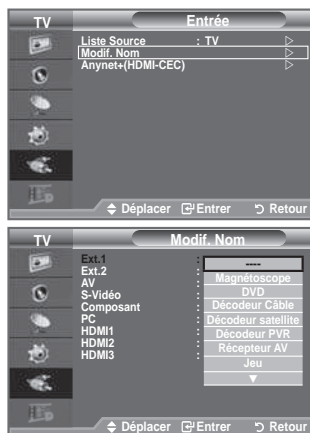 TV Entrée
Liste Source : TV
Modif. Nom
Anynet+(HDMI-CEC)
Déplacer Entrer Retour
TV Modif. Nom
Ext.1 : ----
Ext.2 : Magnétoscope
AV : DVD
S-Vidéo : Décodeur Câble
Composant : Décodeur satellite
PC : Décodeur PVR
HDMI1 : Récepteur AV
HDMI2 : Jeu
HDMI3 :
Déplacer Entrer Retour